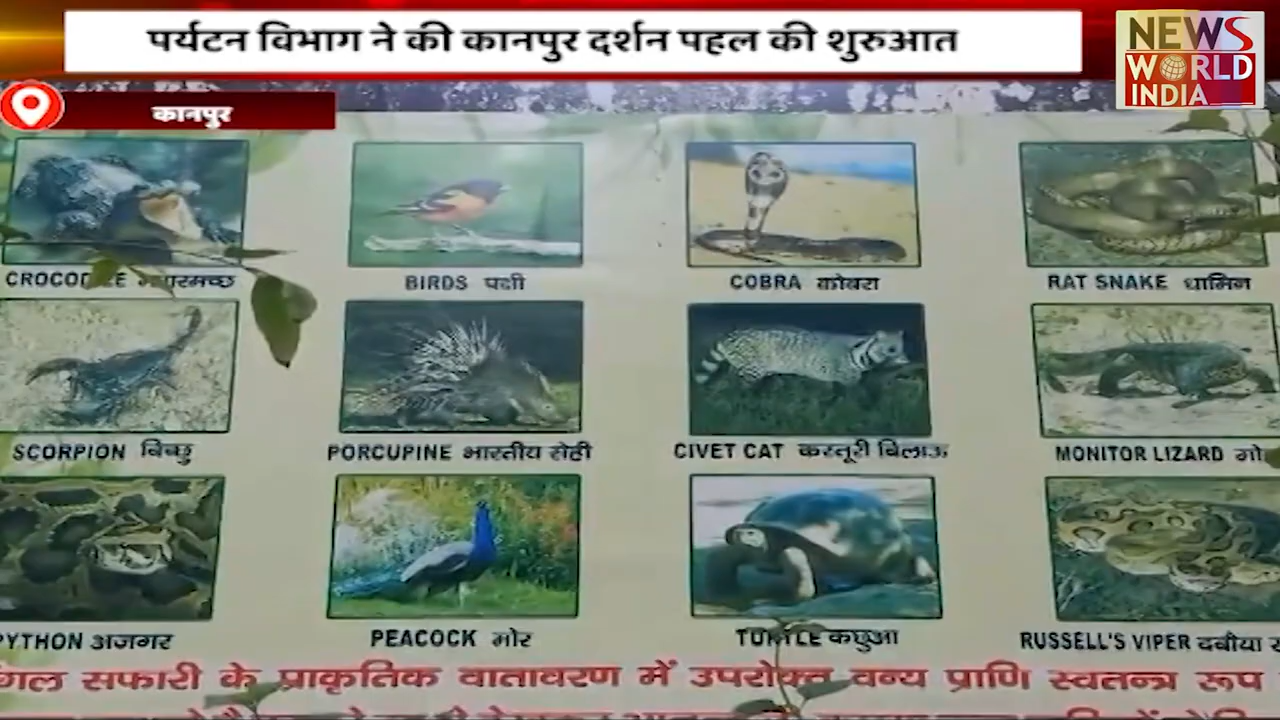 पर्यटन विभाग ने की कानपुर दर्शन पहल की शुरुआत
NEWS
WORLD
INDIA
कानपुर
BIRDS पक्षी
COBRA कोबरा
RAT SNAKE धामिन
SCORPION बिच्छु
PORCUPINE भारतीय सेही
CIVET CAT कस्तूरी बिलाऊ
MONITOR LIZARD
PYTHON अजगर
PEACOCK मोर
TURTLE कछुआ
RUSSELL'S VIPER दबौया
सफारी के प्राकृतिक वातावरण में उपरोक्त वन्य प्राणि स्वतन्त्र रूप